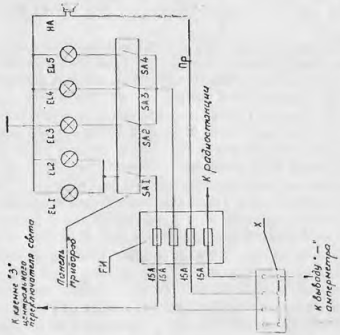 НА
EL5
EL4
EL3
EL2
EL1
SA4
SA3
SA2
SA1
Пр
К радиостанции
К клемме "3"
центрального
переключателя света
Панель
приборов
FИ
15А
15А
15А
15А
X
К выводу "–"
амперметра